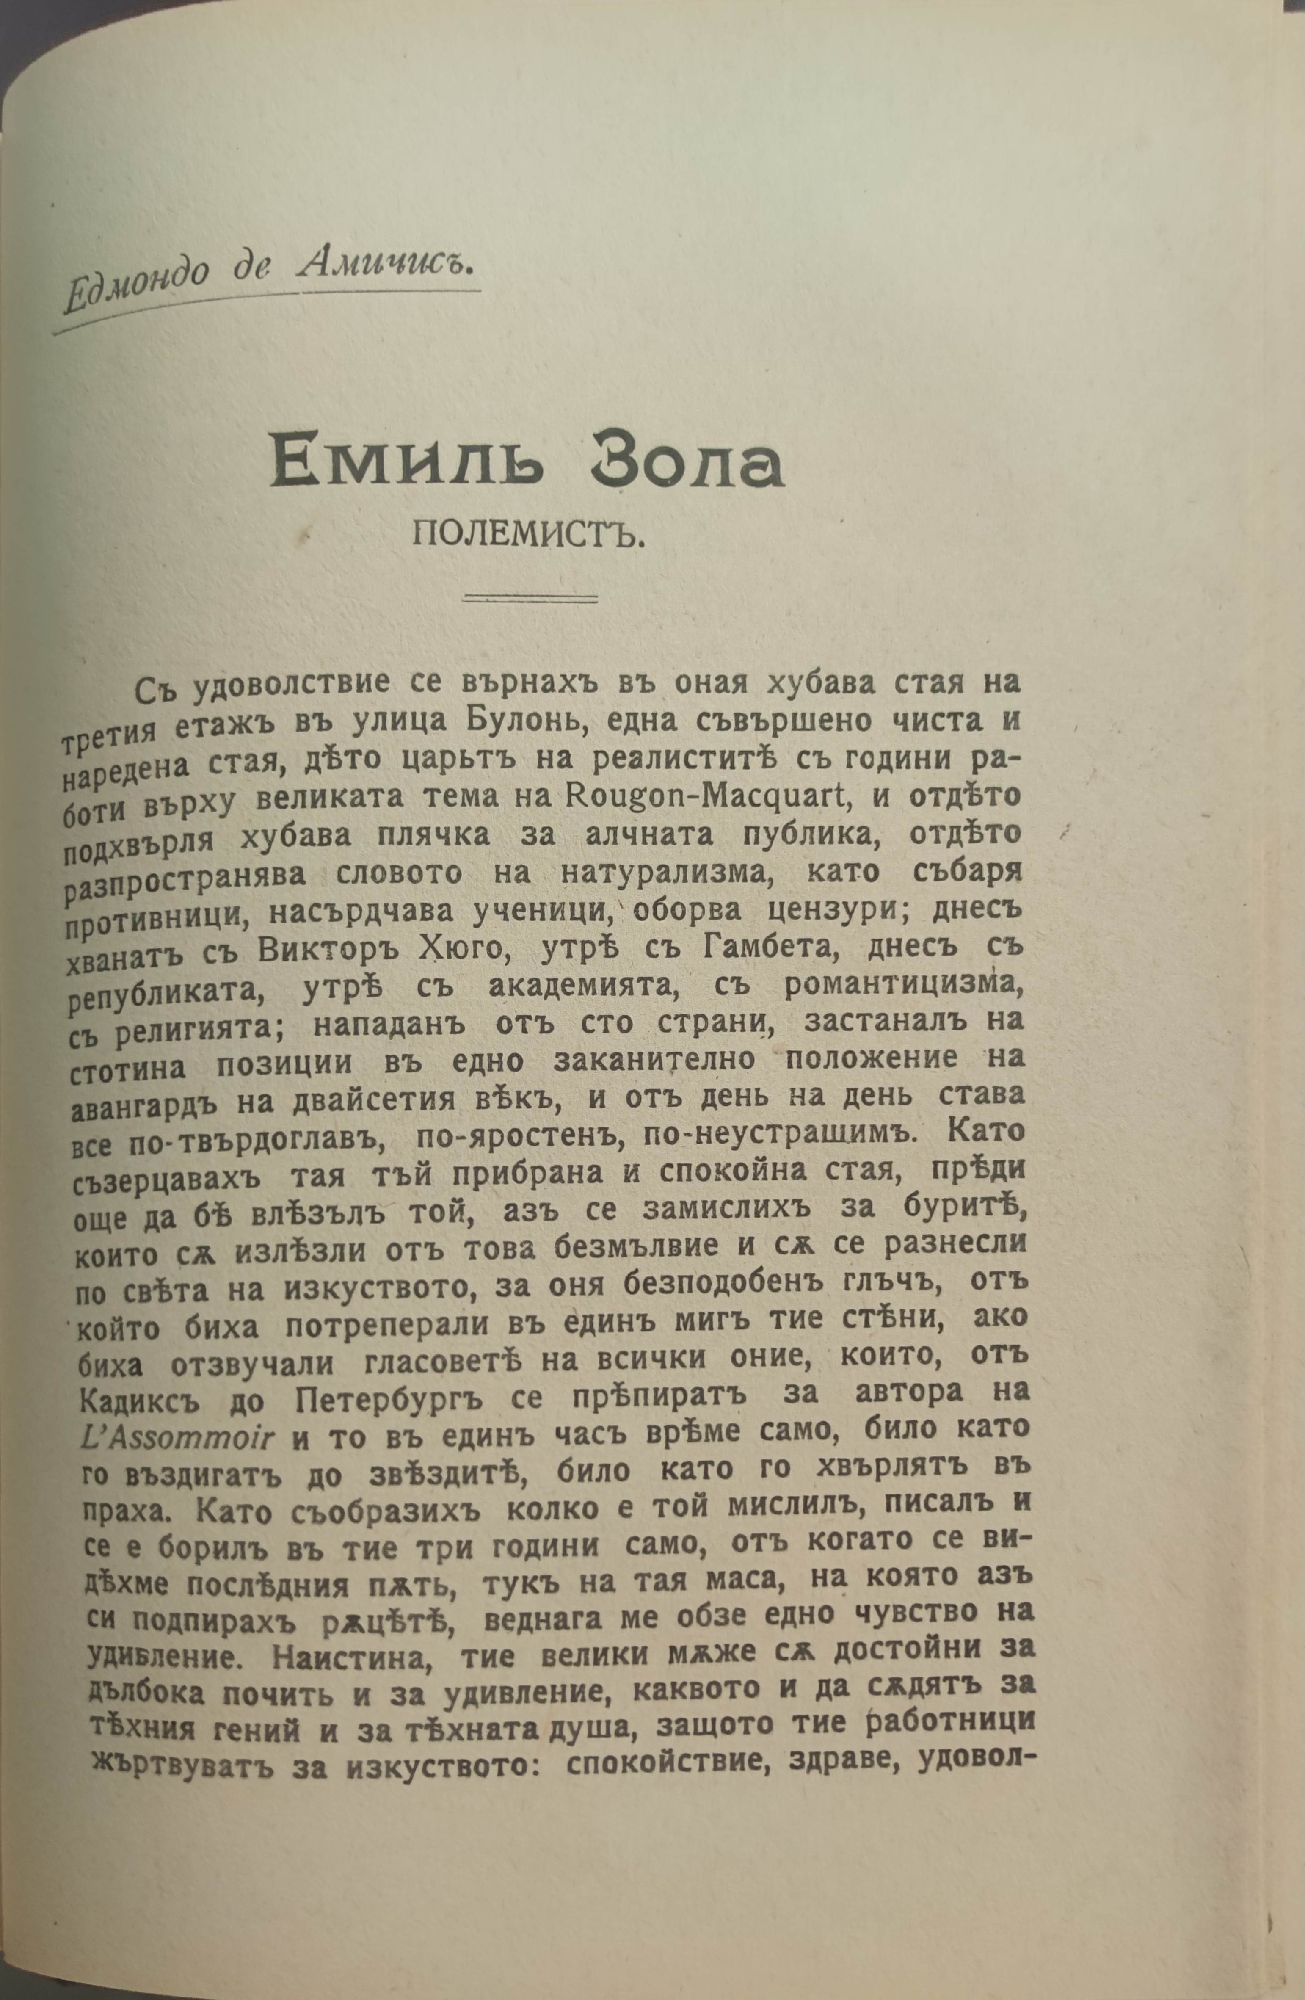 Едмондо де Амичисъ.
Емиль Зола
ПОЛЕМИСТЪ.
Съ удоволствие се върнахъ въ оная хубава стая на
третия етажъ въ улица Булонь, една съвършено чиста и
наредена стая, дѣто царьтъ на реалиститѣ съ години ра-
боти върху великата тема на Rougon-Macquart, и отдѣто
подхвърля хубава плячка за алчната публика, отдѣто
разпространява словото на натурализма, като събаря
противници, насърдчава ученици, оборва цензури; днесъ
хванатъ съ Викторъ Хюго, утрѣ съ Гамбета, днесъ съ
републиката, утрѣ съ академията, съ романтицизма,
съ религията; нападанъ отъ сто страни, застаналъ на
стотина позиции въ едно заканително положение на
авангардъ на двайсетия вѣкъ, и отъ день на день става
все по-твърдоглавъ, по-яростенъ, по-неустрашимъ. Като
съзерцавахъ тая тъй прибрана и спокойна стая, прѣди
още да бѣ влѣзълъ той, азъ се замислихъ за буритѣ,
които сѫ излѣзли отъ това безмълвие и сѫ се разнесли
по свѣта на изкуството, за оня безподобенъ глъчъ, отъ
който биха потреперали въ единъ мигъ тие стѣни, ако
биха отзвучали гласоветѣ на всички оние, които, отъ
Кадиксъ до Петербургъ се прѣпиратъ за автора на
L'Assommoir и то въ единъ часъ врѣме само, било като
го въздигатъ до звѣздитѣ, било като го хвърлятъ въ
праха. Като съобразихъ колко е той мислилъ, писалъ и
се е борилъ въ тие три години само, отъ когато се ви-
дѣхме послѣдния пѫть, тукъ на тая маса, на която азъ
си подпирахъ рѫцѣтѣ, веднага ме обзе едно чувство на
удивление. Наистина, тие велики мѫже сѫ достойни за
дълбока почить и за удивление, каквото и да сѫдятъ за
тѣхния гений и за тѣхната душа, защото тие работници
жъртвуватъ за изкуството: спокойствие, здраве, удовол-